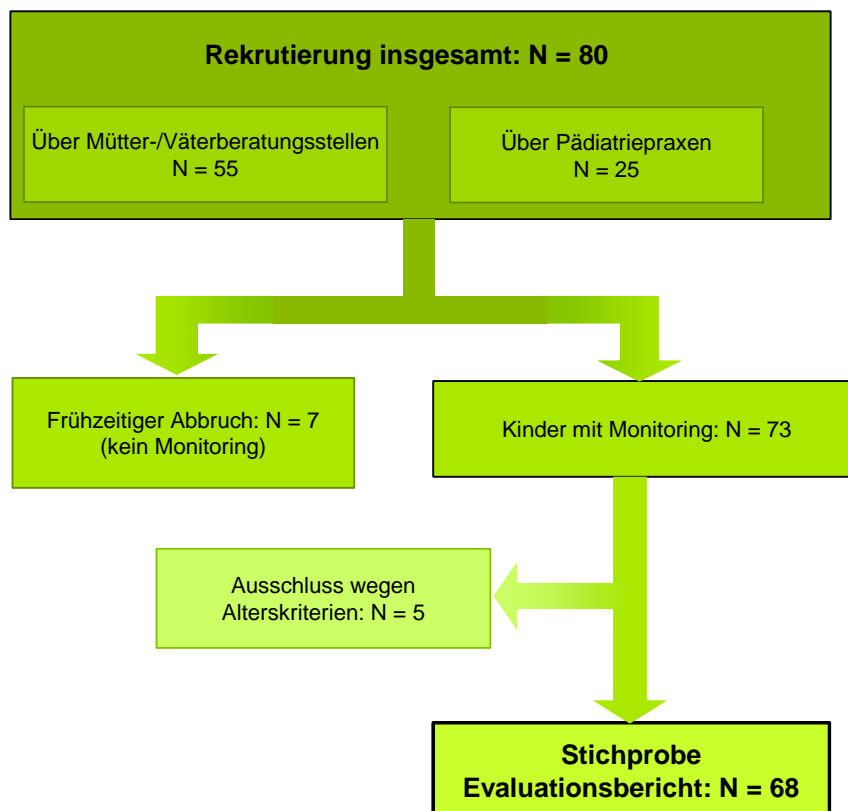 Rekrutierung insgesamt: N = 80
Über Mütter-/Väterberatungsstellen
N = 55
Über Pädiatriepraxen
N = 25
Frühzeitiger Abbruch: N = 7
(kein Monitoring)
Kinder mit Monitoring: N = 73
Ausschluss wegen
Alterskriterien: N = 5
Stichprobe
Evaluationsbericht: N = 68